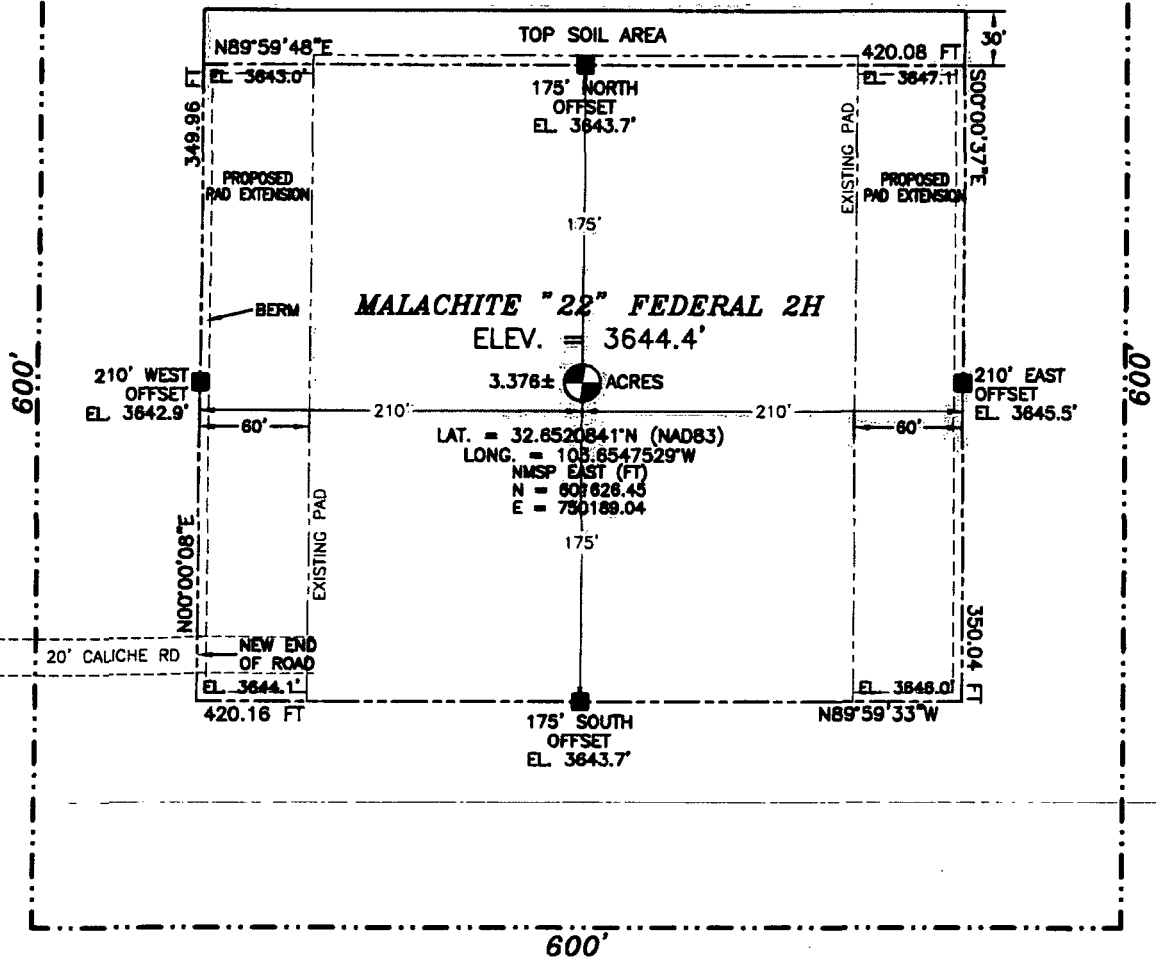 TOP SOIL AREA
30'
N89°59'48"E
420.08 FT
EL. 3643.0'
EL. 3647.1'
349.96 FT
S00°00'37"E
175' NORTH
OFFSET
EL. 3643.7'
EXISTING PAD
PROPOSED
PAD EXTENSION
PROPOSED
PAD EXTENSION
175'
BERM
MALACHITE "22" FEDERAL 2H
ELEV. = 3644.4'
600'
600'
210' WEST
OFFSET
EL. 3642.9'
3.376± ACRES
210' EAST
OFFSET
EL. 3645.5'
210'
210'
60'
60'
LAT. = 32.6520841°N (NAD83)
LONG. = 103.6547529°W
NMSP EAST (FT)
N = 601626.45
E = 750189.04
175'
EXISTING PAD
N00°00'08"E
20' CALICHE RD
NEW END
OF ROAD
350.04 FT
EL. 3644.1'
EL. 3646.0'
420.16 FT
N89°59'33"W
175' SOUTH
OFFSET
EL. 3643.7'
600'